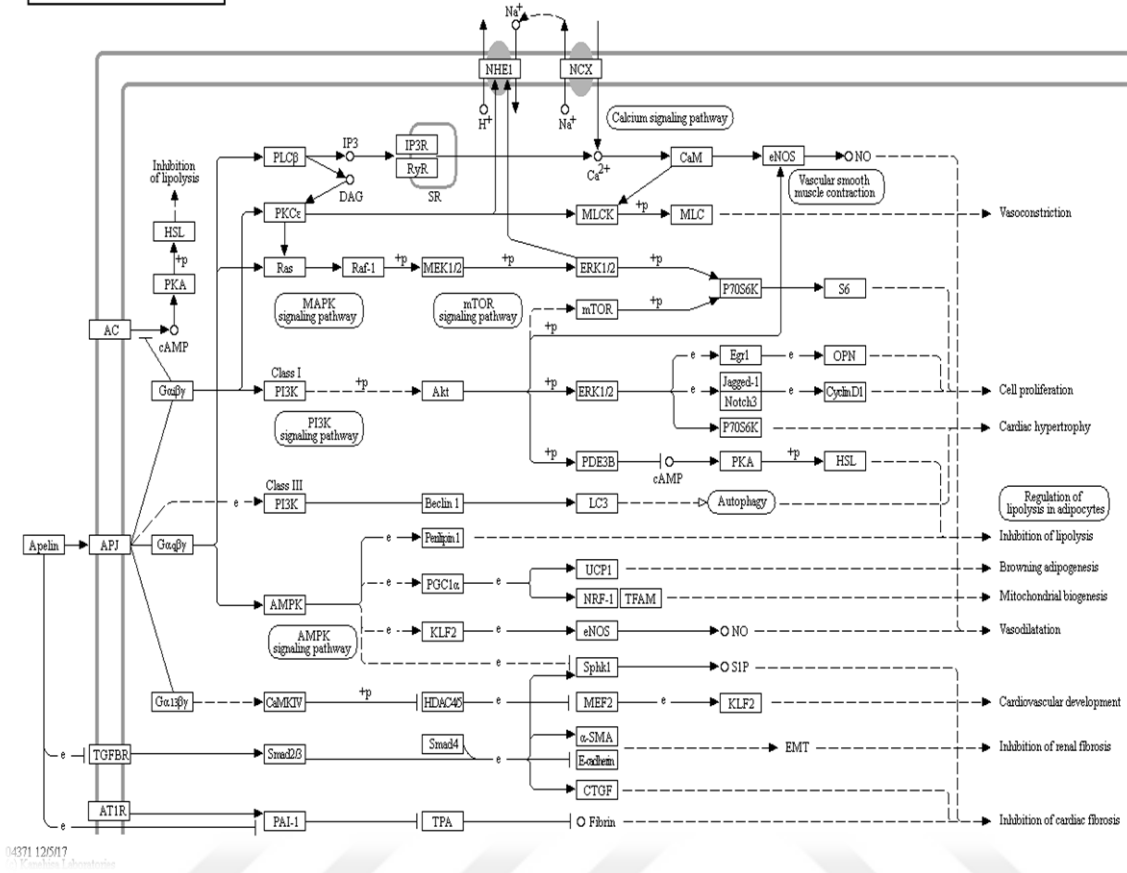 Na⁺
NHE1
NCX
H⁺
Na⁺
Calcium signaling pathway
Inhibition
of lipolysis
PLCβ
IP3
IP3R
RyR
SR
DAG
Ca²⁺
CaM
eNOS
NO
Vascular smooth
muscle contraction
HSL
+p
PKA
cAMP
AC
PKCε
MLCK
+p
MLC
Vasoconstriction
Ras
Raf-1
+p
MEK1/2
+p
ERK1/2
+p
P70S6K
S6
MAPK
signaling pathway
mTOR
signaling pathway
mTOR
+p
+p
Gαiβγ
Class I
PI3K
+p
Akt
+p
ERK1/2
e
Egr1
e
OPN
e
Jagged-1
Notch3
e
CyclinD1
Cell proliferation
P70S6K
Cardiac hypertrophy
PI3K
signaling pathway
+p
PDE3B
cAMP
PKA
+p
HSL
Class III
e
PI3K
Beclin 1
LC3
Autophagy
Regulation of
lipolysis in adipocytes
Apelin
APJ
Gαqβγ
e
Perilipin1
Inhibition of lipolysis
AMPK
e
PGC1α
e
UCP1
Browning adipogenesis
NRF-1
TFAM
Mitochondrial biogenesis
AMPK
signaling pathway
e
KLF2
e
eNOS
NO
Vasodilatation
e
Sphk1
S1P
Gα13βγ
CaMKIV
+p
HDAC4/5
e
MEF2
e
KLF2
Cardiovascular development
e
TGFBR
Smad2/3
Smad4
e
α-SMA
E-cadherin
EMT
Inhibition of renal fibrosis
CTGF
AT1R
e
PAI-1
TPA
Fibrin
Inhibition of cardiac fibrosis
04371 12/5/17
(c) Kanehisa Laboratories